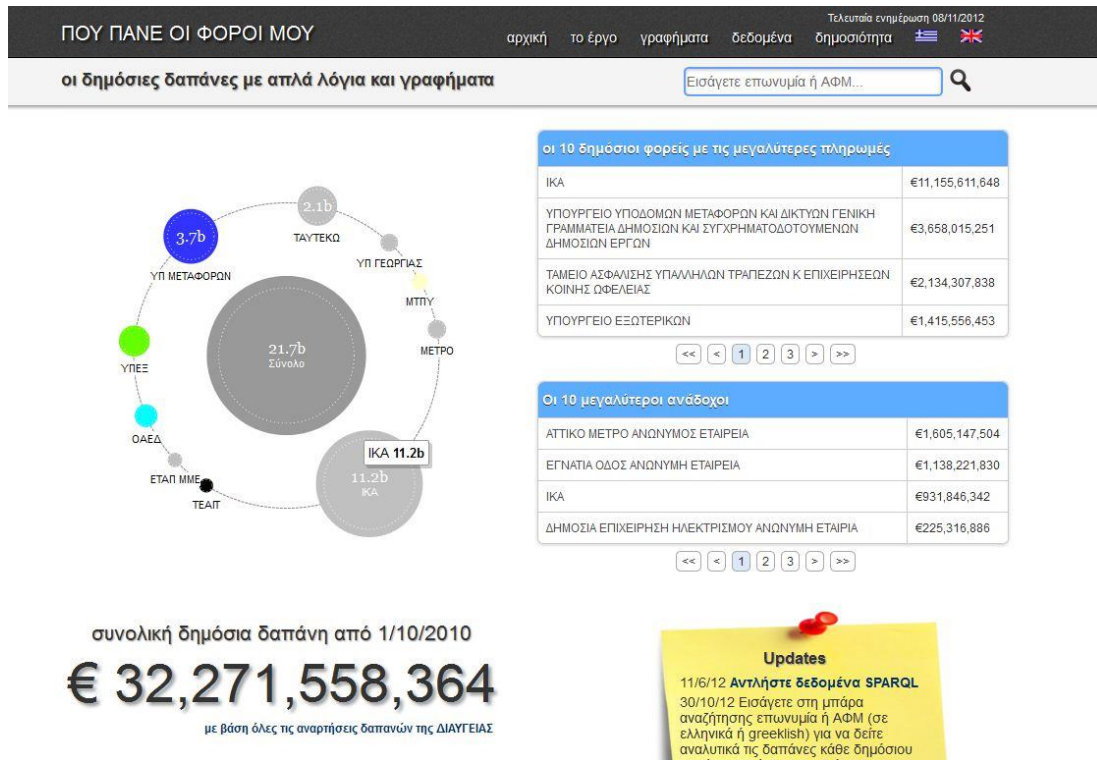 Τελευταία ενημέρωση 08/11/2012
ΠΟΥ ΠΑΝΕ ΟΙ ΦΟΡΟΙ ΜΟΥ
αρχική το έργο γραφήματα δεδομένα δημοσιότητα
οι δημόσιες δαπάνες με απλά λόγια και γραφήματα
Εισάγετε επωνυμία ή ΑΦΜ...
2.1b
ΤΑΥΤΕΚΩ
3.7b
ΥΠ ΜΕΤΑΦΟΡΩΝ
ΥΠ ΓΕΩΡΓΙΑΣ
ΜΤΠΥ
ΜΕΤΡΟ
21.7b
Σύνολο
ΥΠΕΞ
ΟΑΕΔ
ΕΤΑΠ ΜΜΕ
ΤΕΑΙΤ
ΙΚΑ 11.2b
11.2b
ΙΚΑ
οι 10 δημόσιοι φορείς με τις μεγαλύτερες πληρωμές
ΙΚΑ €11,155,611,648
ΥΠΟΥΡΓΕΙΟ ΥΠΟΔΟΜΩΝ ΜΕΤΑΦΟΡΩΝ ΚΑΙ ΔΙΚΤΥΩΝ ΓΕΝΙΚΗ
ΓΡΑΜΜΑΤΕΙΑ ΔΗΜΟΣΙΩΝ ΚΑΙ ΣΥΓΧΡΗΜΑΤΟΔΟΤΟΥΜΕΝΩΝ
ΔΗΜΟΣΙΩΝ ΕΡΓΩΝ
€3,658,015,251
ΤΑΜΕΙΟ ΑΣΦΑΛΙΣΗΣ ΥΠΑΛΛΗΛΩΝ ΤΡΑΠΕΖΩΝ Κ ΕΠΙΧΕΙΡΗΣΕΩΝ
ΚΟΙΝΗΣ ΩΦΕΛΕΙΑΣ
€2,134,307,838
ΥΠΟΥΡΓΕΙΟ ΕΞΩΤΕΡΙΚΩΝ €1,415,556,453
<< < 1 2 3 > >>
Οι 10 μεγαλύτεροι ανάδοχοι
ΑΤΤΙΚΟ ΜΕΤΡΟ ΑΝΩΝΥΜΟΣ ΕΤΑΙΡΕΙΑ €1,605,147,504
ΕΓΝΑΤΙΑ ΟΔΟΣ ΑΝΩΝΥΜΗ ΕΤΑΙΡΕΙΑ €1,138,221,830
ΙΚΑ €931,846,342
ΔΗΜΟΣΙΑ ΕΠΙΧΕΙΡΗΣΗ ΗΛΕΚΤΡΙΣΜΟΥ ΑΝΩΝΥΜΗ ΕΤΑΙΡΙΑ €225,316,886
<< < 1 2 3 > >>
συνολική δημόσια δαπάνη από 1/10/2010
€ 32,271,558,364
με βάση όλες τις αναρτήσεις δαπανών της ΔΙΑΥΓΕΙΑΣ
Updates
11/6/12 Αντλήστε δεδομένα SPARQL
30/10/12 Εισάγετε στη μπάρα
αναζήτησης επωνυμία ή ΑΦΜ (σε
ελληνικά ή greeklish) για να δείτε
αναλυτικά τις δαπάνες κάθε δημόσιου